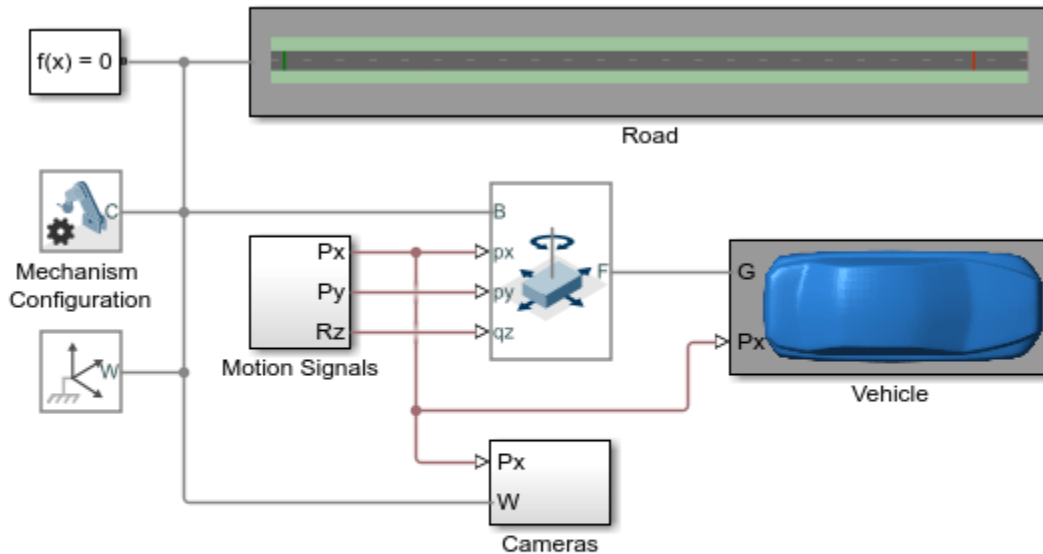 f(x) = 0
Road
C
Mechanism
Configuration
W
Px
Py
Rz
Motion Signals
B
px
py
qz
F
G
Px
Vehicle
Px
W
Cameras